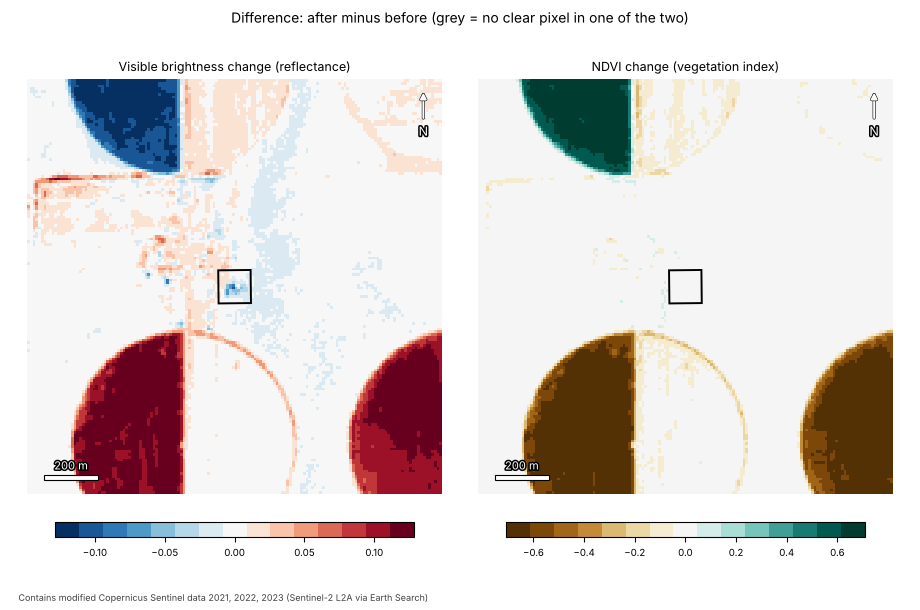 Difference: after minus before (grey = no clear pixel in one of the two)
Visible brightness change (reflectance)
NDVI change (vegetation index)
N
N
200 m
200 m
−0.10 −0.05 0.00 0.05 0.10
−0.6 −0.4 −0.2 0.0 0.2 0.4 0.6
Contains modified Copernicus Sentinel data 2021, 2022, 2023 (Sentinel-2 L2A via Earth Search)